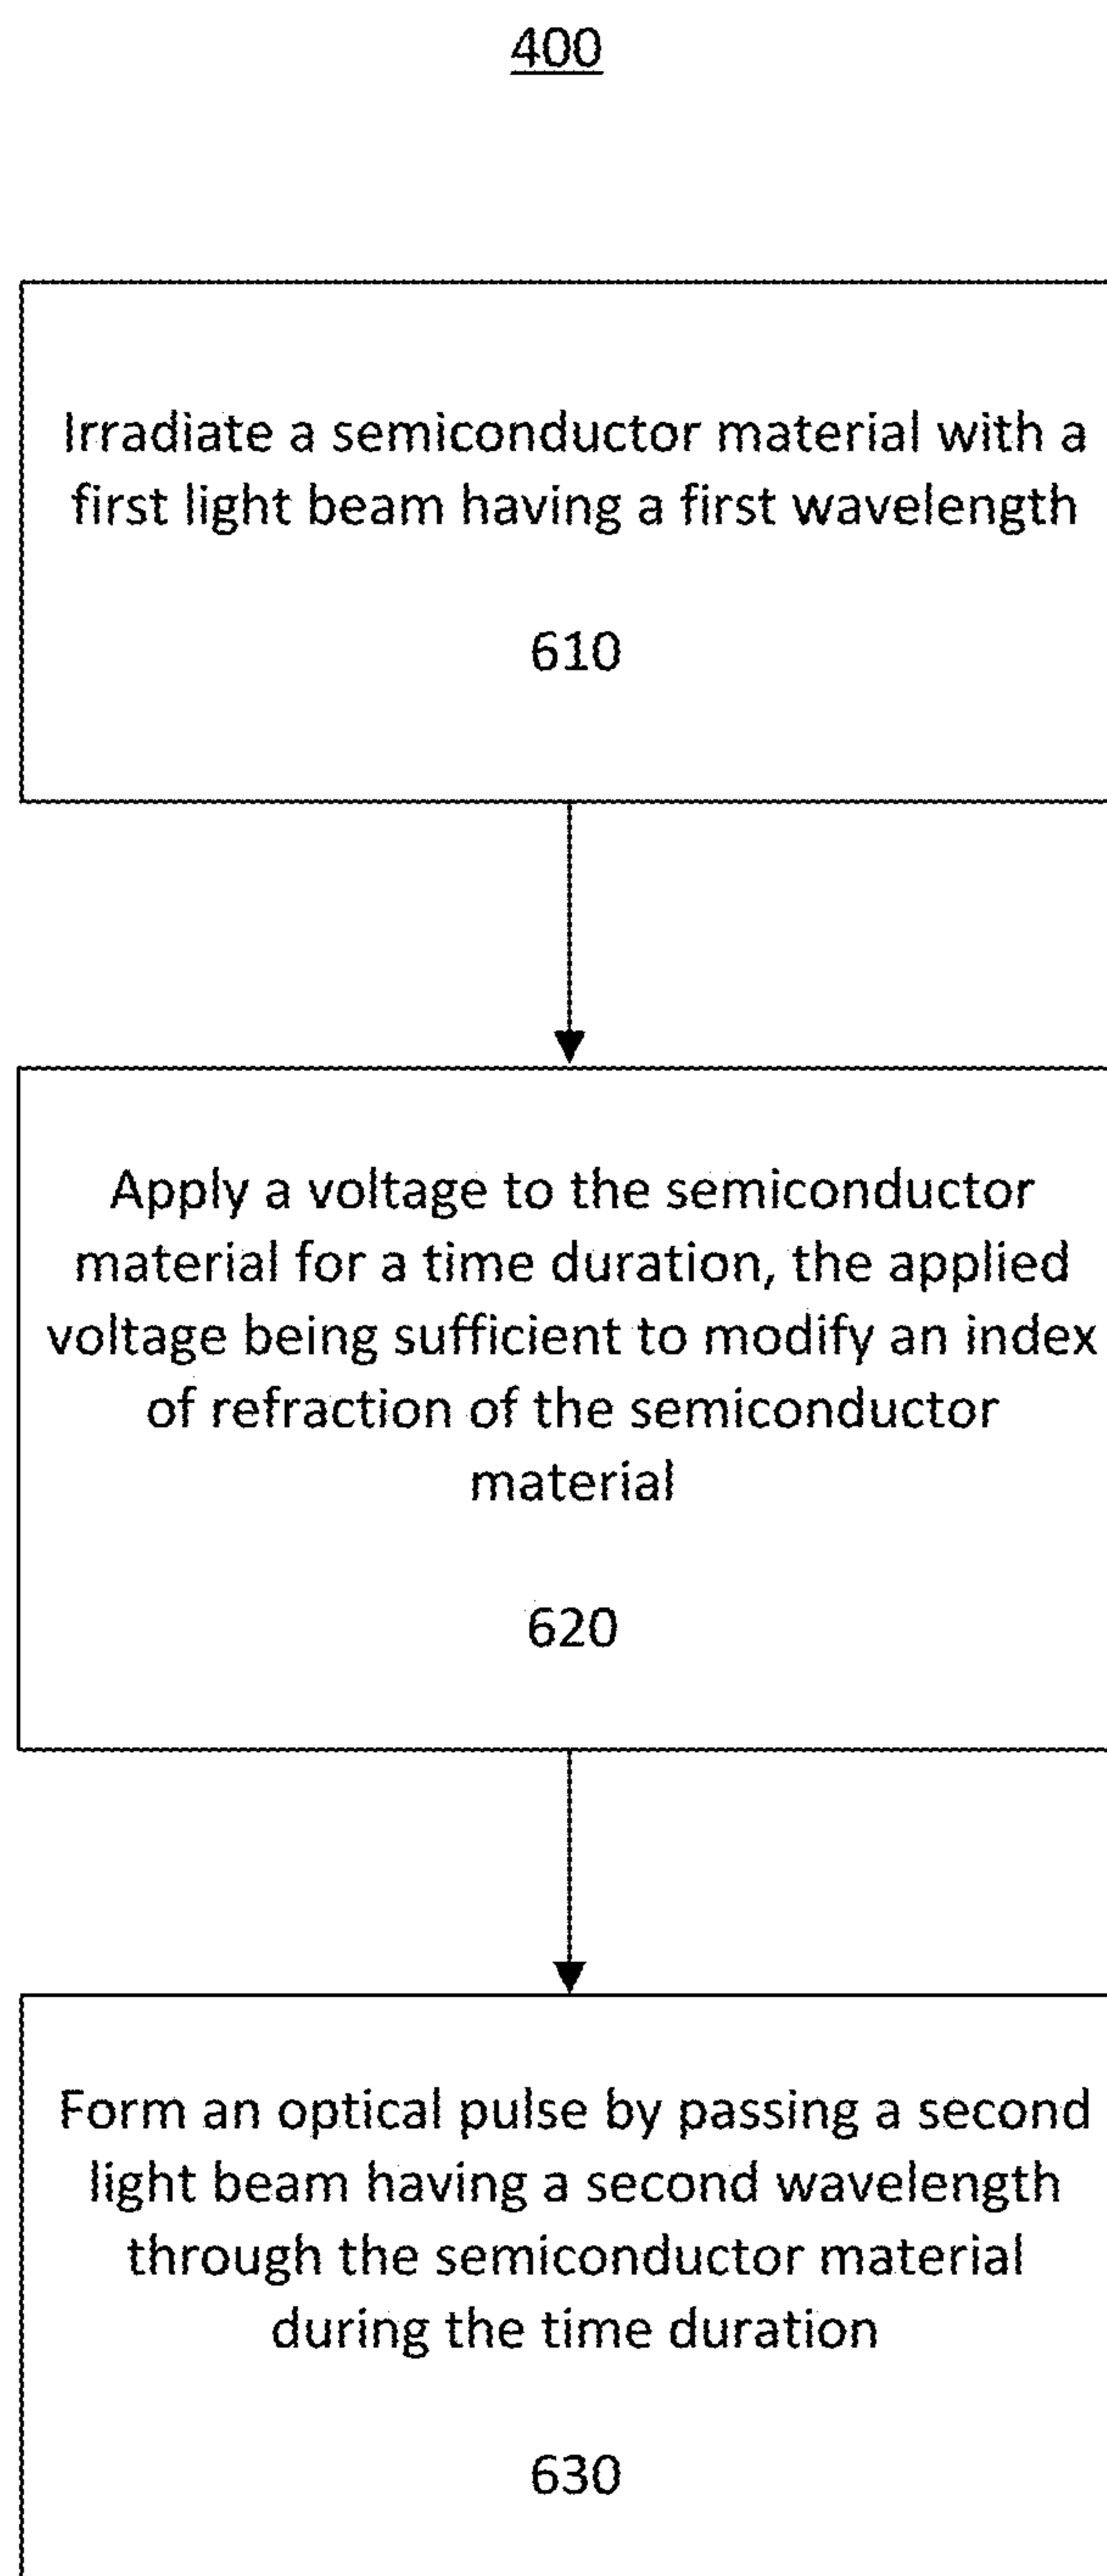 400
Irradiate a semiconductor material with a
first light beam having a first wavelength
610
Apply a voltage to the semiconductor
material for a time duration, the applied
voltage being sufficient to modify an index
of refraction of the semiconductor
material
620
Form an optical pulse by passing a second
light beam having a second wavelength
through the semiconductor material
during the time duration
630